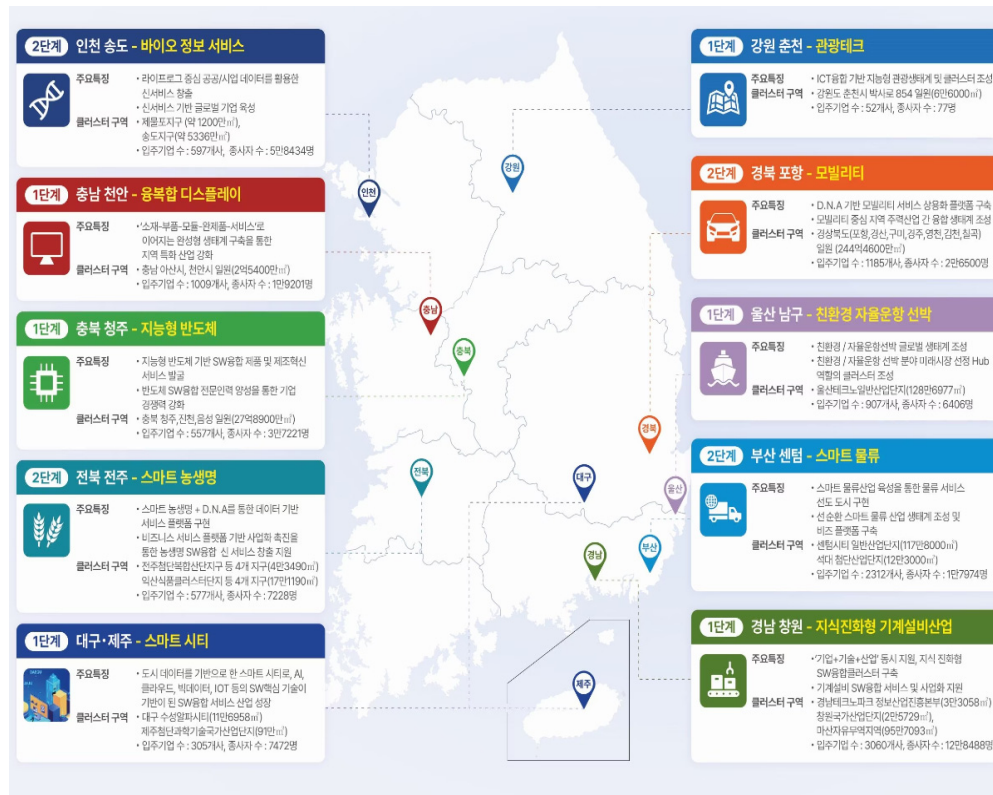 2단계 인천 송도 - 바이오 정보 서비스
주요특징
• 라이프로그 중심 공공/사업 데이터를 활용한
신서비스 창출
• 신서비스 기반 글로벌 기업 육성
클러스터 구역
• 제물포지구 (약 1200만㎡),
송도지구(약 5336만㎡)
• 입주기업 수 : 597개사, 종사자 수 : 5만8434명
1단계 충남 천안 - 융복합 디스플레이
주요특징
• '소재-부품-모듈-완제품-서비스'로
이어지는 완성형 생태계 구축을 통한
지역 특화 산업 강화
클러스터 구역
• 충남 아산시, 천안시 일원(2억5400만㎡)
• 입주기업 수 : 1009개사, 종사자 수 : 1만9201명
1단계 충북 청주 - 지능형 반도체
주요특징
• 지능형 반도체 기반 SW융합 제품 및 제조혁신
서비스 발굴
• 반도체 SW융합 전문인력 양성을 통한 기업
경쟁력 강화
클러스터 구역
• 충북 청주,진천,음성 일원(27억8900만㎡)
• 입주기업 수 : 557개사, 종사자 수 : 3만7221명
2단계 전북 전주 - 스마트 농생명
주요특징
• 스마트 농생명 + D.N.A를 통한 데이터 기반
서비스 플랫폼 구현
• 비즈니스 서비스 플랫폼 기반 사업화 촉진을
통한 농생명 SW융합 신 서비스 창출 지원
클러스터 구역
• 전주첨단복합산단지구 등 4개 지구(4만3490㎡)
익산식품클러스터단지 등 4개 지구(17만1190㎡)
• 입주기업 수 : 577개사, 종사자 수 : 7228명
1단계 대구·제주 - 스마트 시티
주요특징
• 도시 데이터를 기반으로 한 스마트 시티로, AI,
클라우드, 빅데이터, IOT 등의 SW핵심 기술이
기반이 된 SW융합 서비스 산업 성장
클러스터 구역
• 대구 수성알파시티(11만6958㎡)
제주첨단과학기술국가산업단지(91만㎡)
• 입주기업 수 : 305개사, 종사자 수 : 7472명
인천
강원
충남
충북
경북
전북
대구
울산
부산
경남
제주
1단계 강원 춘천 - 관광테크
주요특징
• ICT융합 기반 지능형 관광생태계 및 클러스터 조성
클러스터 구역
• 강원도 춘천시 박사로 854 일원(6만6000㎡)
• 입주기업 수 : 52개사, 종사자 수 : 77명
2단계 경북 포항 - 모빌리티
주요특징
• D.N.A 기반 모빌리티 서비스 상용화 플랫폼 구축
• 모빌리티 중심 지역 주력산업 간 융합 생태계 조성
클러스터 구역
• 경상북도(포항,경산,구미,경주,영천,김천,칠곡)
일원 (244억4600만㎡)
• 입주기업 수 : 1185개사, 종사자 수 : 2만6500명
1단계 울산 남구 - 친환경 자율운항 선박
주요특징
• 친환경 / 자율운항선박 글로벌 생태계 조성
• 친환경 / 자율운항 선박 분야 미래시장 선점 Hub
역할의 클러스터 조성
클러스터 구역
• 울산테크노일반산업단지(128만6977㎡)
• 입주기업 수 : 907개사, 종사자 수 : 6406명
2단계 부산 센텀 - 스마트 물류
주요특징
• 스마트 물류산업 육성을 통한 물류 서비스
선도 도시 구현
• 선순환 스마트 물류 산업 생태계 조성 및
비즈 플랫폼 구축
클러스터 구역
• 센텀시티 일반산업단지(117만8000㎡)
석대 첨단산업단지(12만3000㎡)
• 입주기업 수 : 2312개사, 종사자 수 : 1만7974명
1단계 경남 창원 - 지식진화형 기계설비산업
주요특징
• '기업+기술+산업' 동시 지원, 지식 진화형
SW융합클러스터 구축
• 기계설비 SW융합 서비스 및 사업화 지원
클러스터 구역
• 경남테크노파크 정보산업진흥본부(3만3058㎡)
창원국가산업단지(2만5729㎡),
마산자유무역지역(95만7093㎡)
• 입주기업 수 : 3060개사, 종사자 수 : 12만8488명